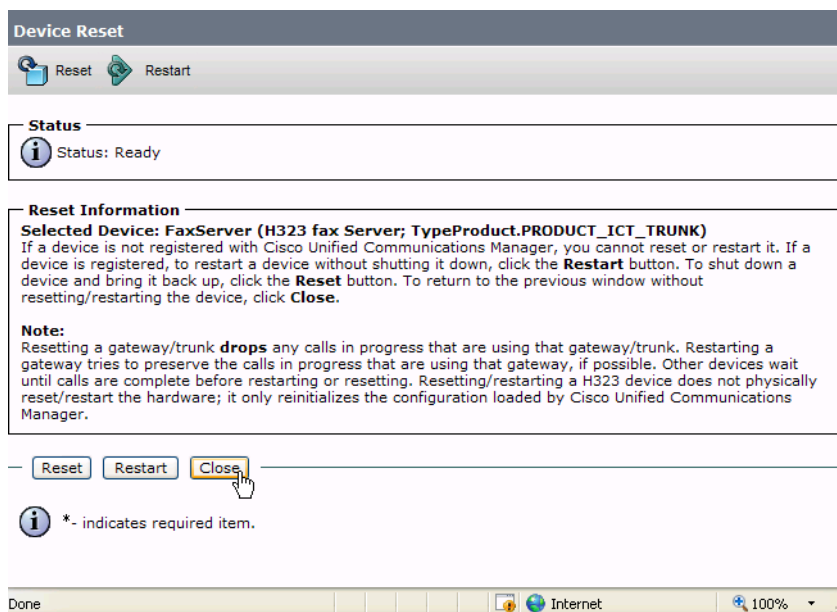 Device Reset
Reset Restart
Status
i Status: Ready
Reset Information
Selected Device: FaxServer (H323 fax Server; TypeProduct.PRODUCT_ICT_TRUNK)
If a device is not registered with Cisco Unified Communications Manager, you cannot reset or restart it. If a
device is registered, to restart a device without shutting it down, click the Restart button. To shut down a
device and bring it back up, click the Reset button. To return to the previous window without
resetting/restarting the device, click Close.
Note:
Resetting a gateway/trunk drops any calls in progress that are using that gateway/trunk. Restarting a
gateway tries to preserve the calls in progress that are using that gateway, if possible. Other devices wait
until calls are complete before restarting or resetting. Resetting/restarting a H323 device does not physically
reset/restart the hardware; it only reinitializes the configuration loaded by Cisco Unified Communications
Manager.
Reset Restart Close
i *- indicates required item.
Done Internet 100%